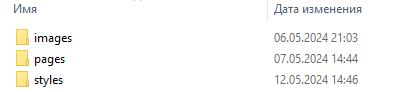 Имя Дата изменения
images 06.05.2024 21:03
pages 07.05.2024 14:44
styles 12.05.2024 14:46